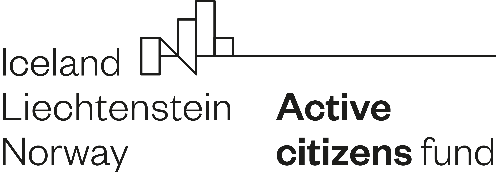 Iceland
Liechtenstein
Norway
Active
citizens fund